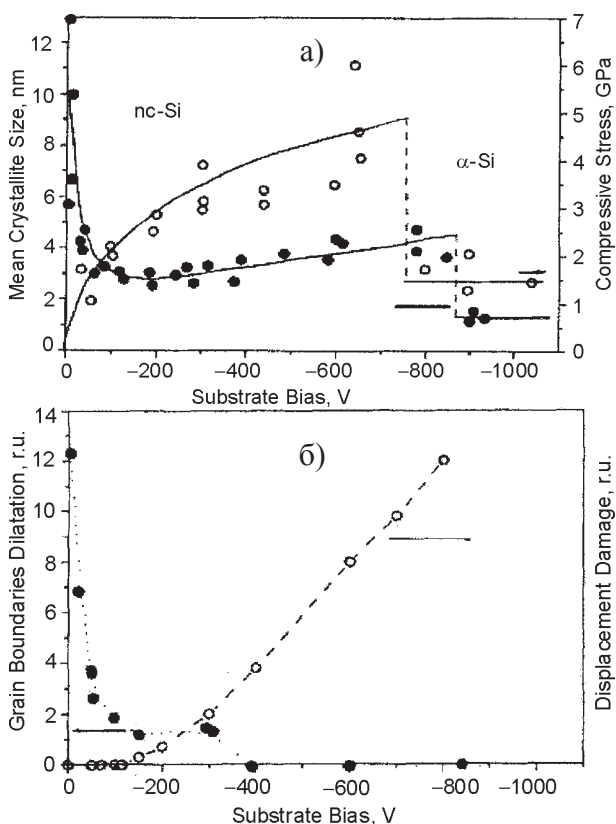 а)
nc-Si
α-Si
Mean Crystallite Size, nm
12
10
8
6
4
2
0
Compressive Stress, GPa
7
6
5
4
3
2
1
0
0 −200 −400 −600 −800 −1000
Substrate Bias, V
б)
Grain Boundaries Dilatation, r.u.
14
12
10
8
6
4
2
0
Displacement Damage, r.u.
0 −200 −400 −600 −800 −1000
Substrate Bias, V